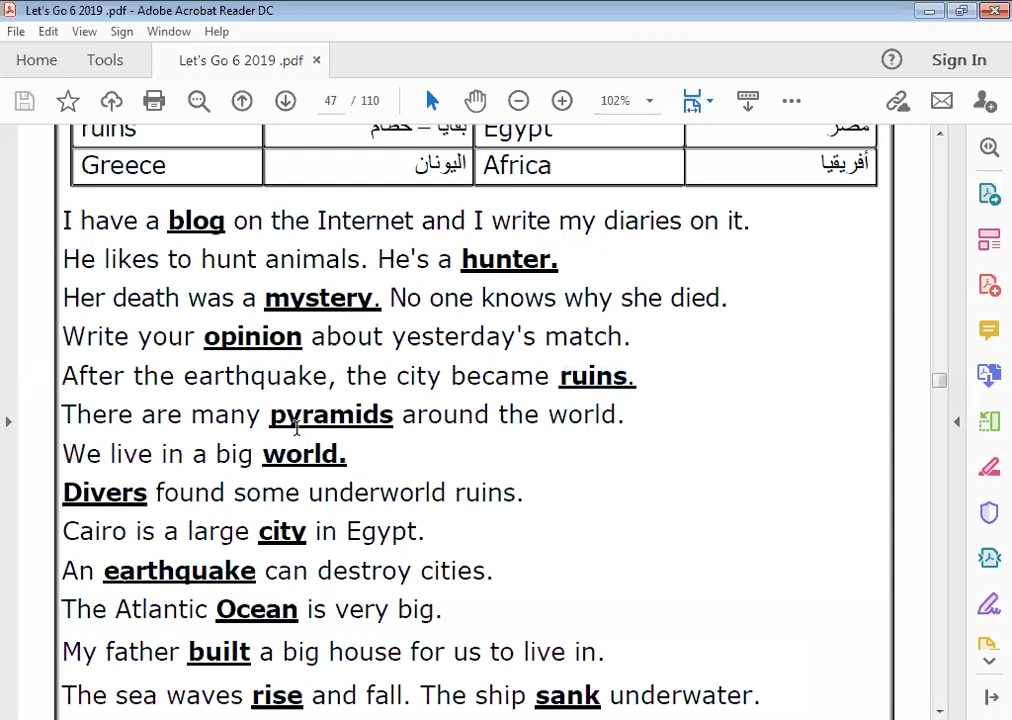 Let's Go 6 2019 .pdf - Adobe Acrobat Reader DC
File Edit View Sign Window Help
Home Tools Let's Go 6 2019 .pdf × Sign In
47 / 110 102%
ruins بقايا – حطام Egypt مصر
Greece اليونان Africa أفريقيا
I have a blog on the Internet and I write my diaries on it.
He likes to hunt animals. He's a hunter.
Her death was a mystery. No one knows why she died.
Write your opinion about yesterday's match.
After the earthquake, the city became ruins.
There are many pyramids around the world.
We live in a big world.
Divers found some underworld ruins.
Cairo is a large city in Egypt.
An earthquake can destroy cities.
The Atlantic Ocean is very big.
My father built a big house for us to live in.
The sea waves rise and fall. The ship sank underwater.